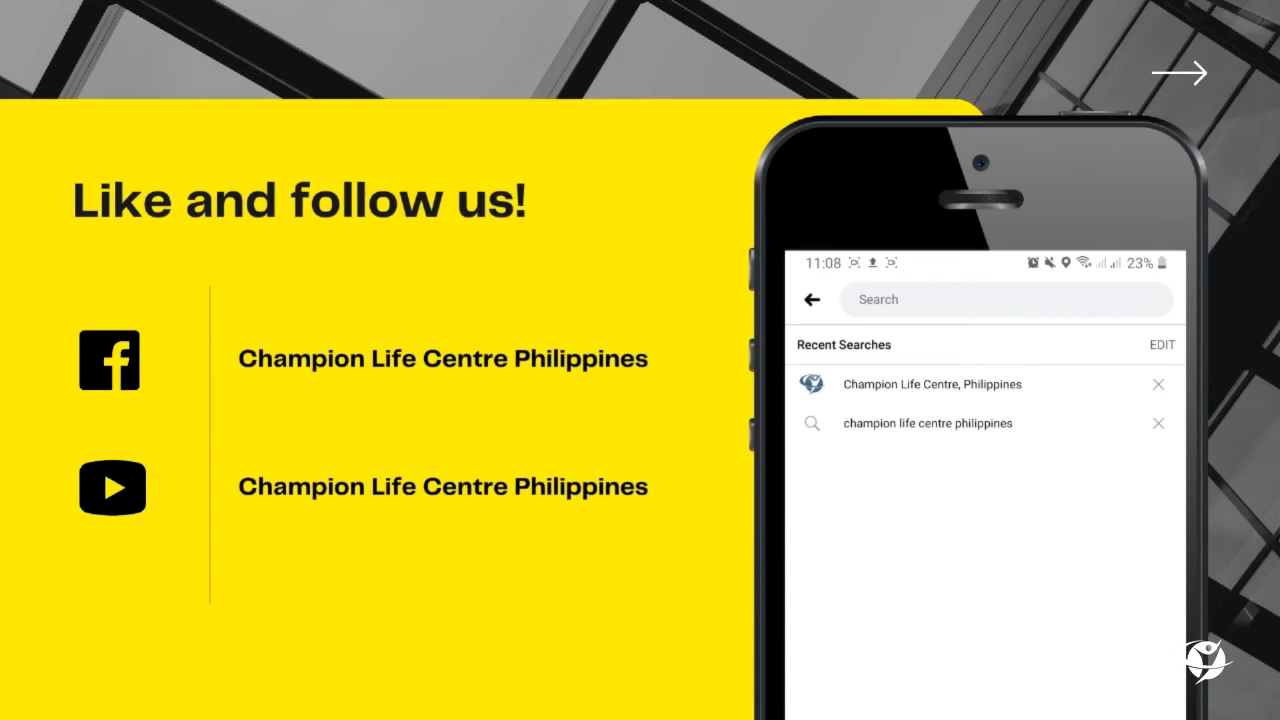 Like and follow us!
Champion Life Centre Philippines
Champion Life Centre Philippines
11:08
23%
Search
Recent Searches
EDIT
Champion Life Centre, Philippines
champion life centre philippines